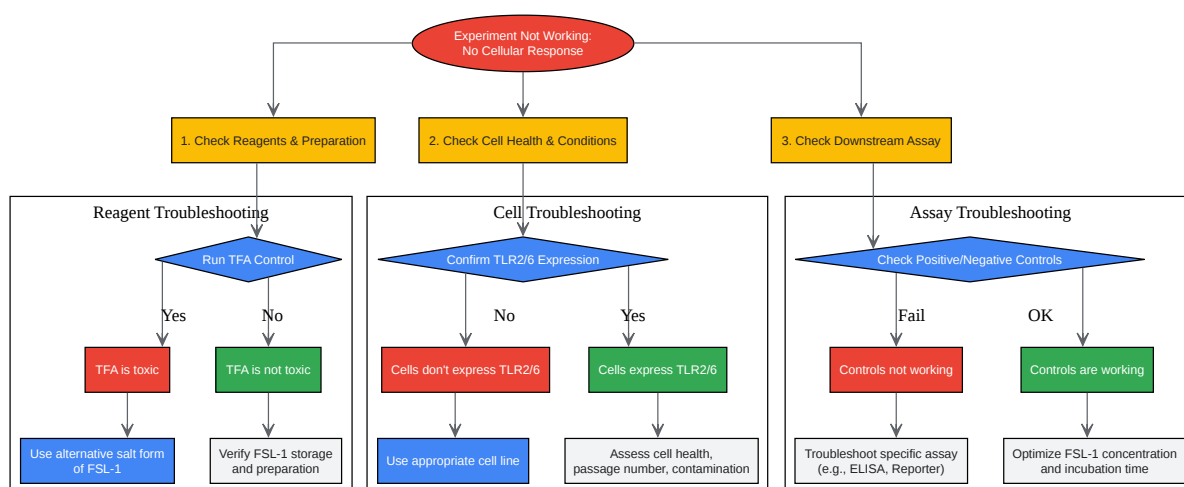 Experiment Not Working:
No Cellular Response
1. Check Reagents & Preparation
2. Check Cell Health & Conditions
3. Check Downstream Assay
Reagent Troubleshooting
Run TFA Control
Yes
No
TFA is toxic
TFA is not toxic
Use alternative salt form
of FSL-1
Verify FSL-1 storage
and preparation
Cell Troubleshooting
Confirm TLR2/6 Expression
No
Yes
Cells don't express TLR2/6
Cells express TLR2/6
Use appropriate cell line
Assess cell health,
passage number, contamination
Assay Troubleshooting
Check Positive/Negative Controls
Fail
OK
Controls not working
Controls are working
Troubleshoot specific assay
(e.g., ELISA, Reporter)
Optimize FSL-1 concentration
and incubation time